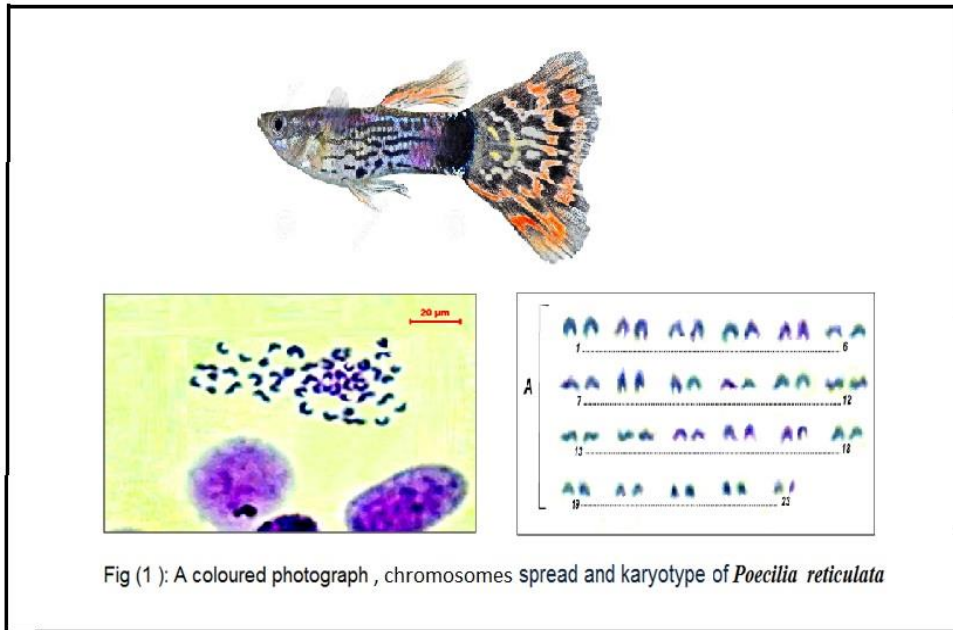 20 µm
1 6
A
7 12
13 18
19 23
Fig (1 ): A coloured photograph , chromosomes spread and karyotype of Poecilia reticulata